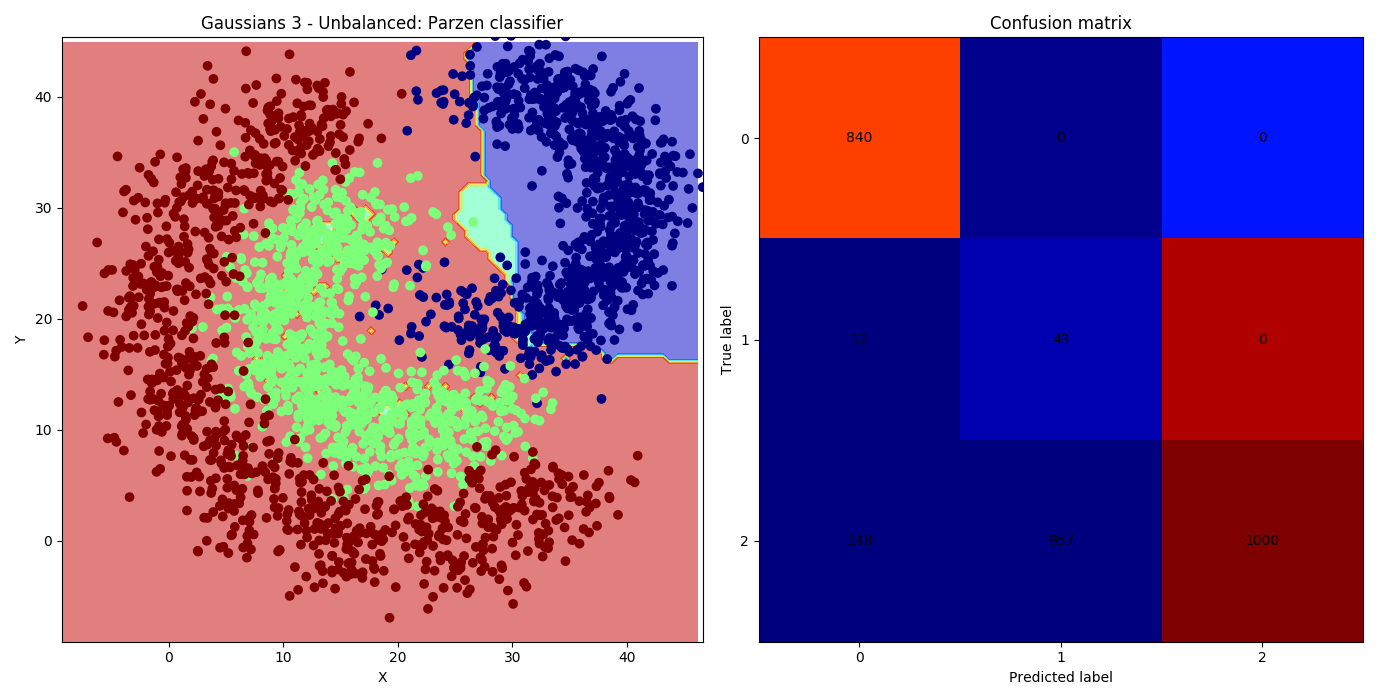 Gaussians 3 - Unbalanced: Parzen classifier
40
30
20
10
0
Y
0 10 20 30 40
X
Confusion matrix
0
1
2
True label
840 0 0
12 43 0
148 957 1000
0 1 2
Predicted label